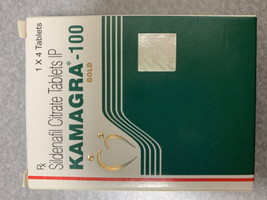 1 X 4 Tablets
Rx
Sildenafil Citrate Tablets IP
KAMAGRA®-100
GOLD